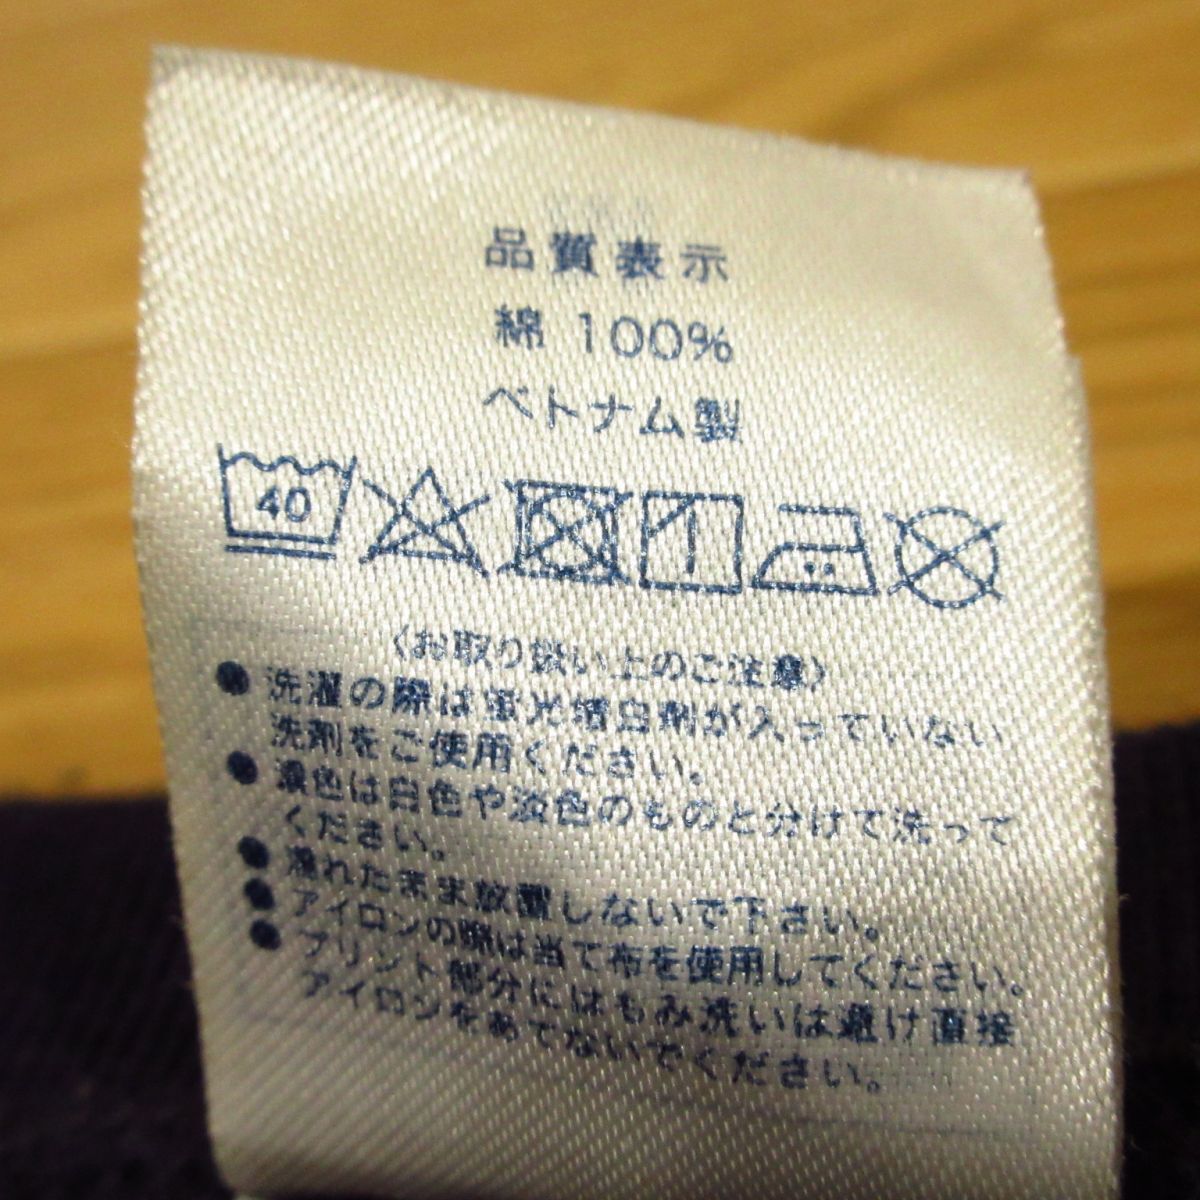 品質表示
綿 100%
ベトナム製
40
〈お取り扱い上のご注意〉
● 洗濯の際は蛍光増白剤が入っていない
洗剤をご使用ください。
● 濃色は白色や淡色のものと分けて洗って
ください。
● 濡れたまま放置しないで下さい。
● アイロンの際は当て布を使用してください。
● プリント部分にはもみ洗いは避け直接
アイロンをあてないでください。